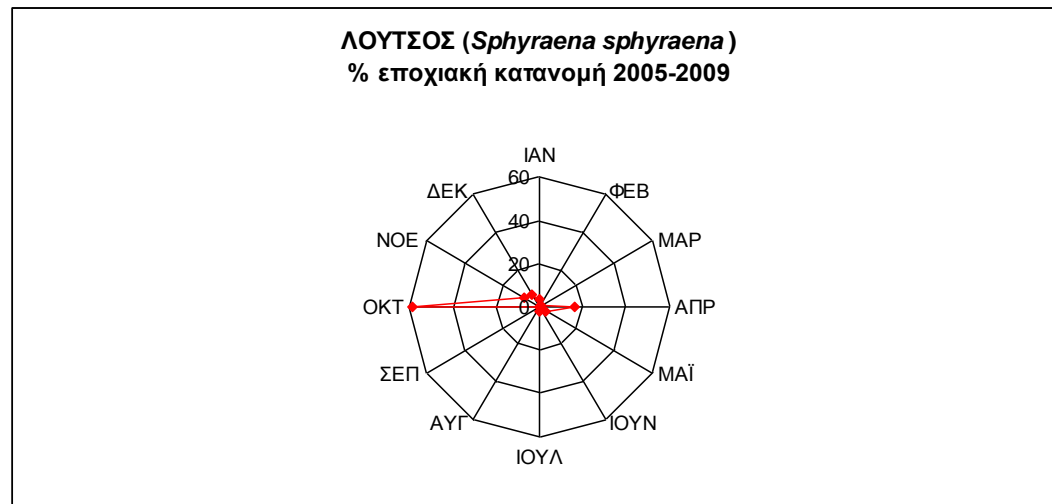 ΛΟΥΤΣΟΣ (Sphyraena sphyraena)
% εποχιακή κατανομή 2005-2009
ΙΑΝ
60
ΔΕΚ
ΦΕΒ
40
ΝΟΕ
ΜΑΡ
20
ΟΚΤ
0
ΑΠΡ
ΣΕΠ
ΜΑΪ
ΑΥΓ
ΙΟΥΝ
ΙΟΥΛ